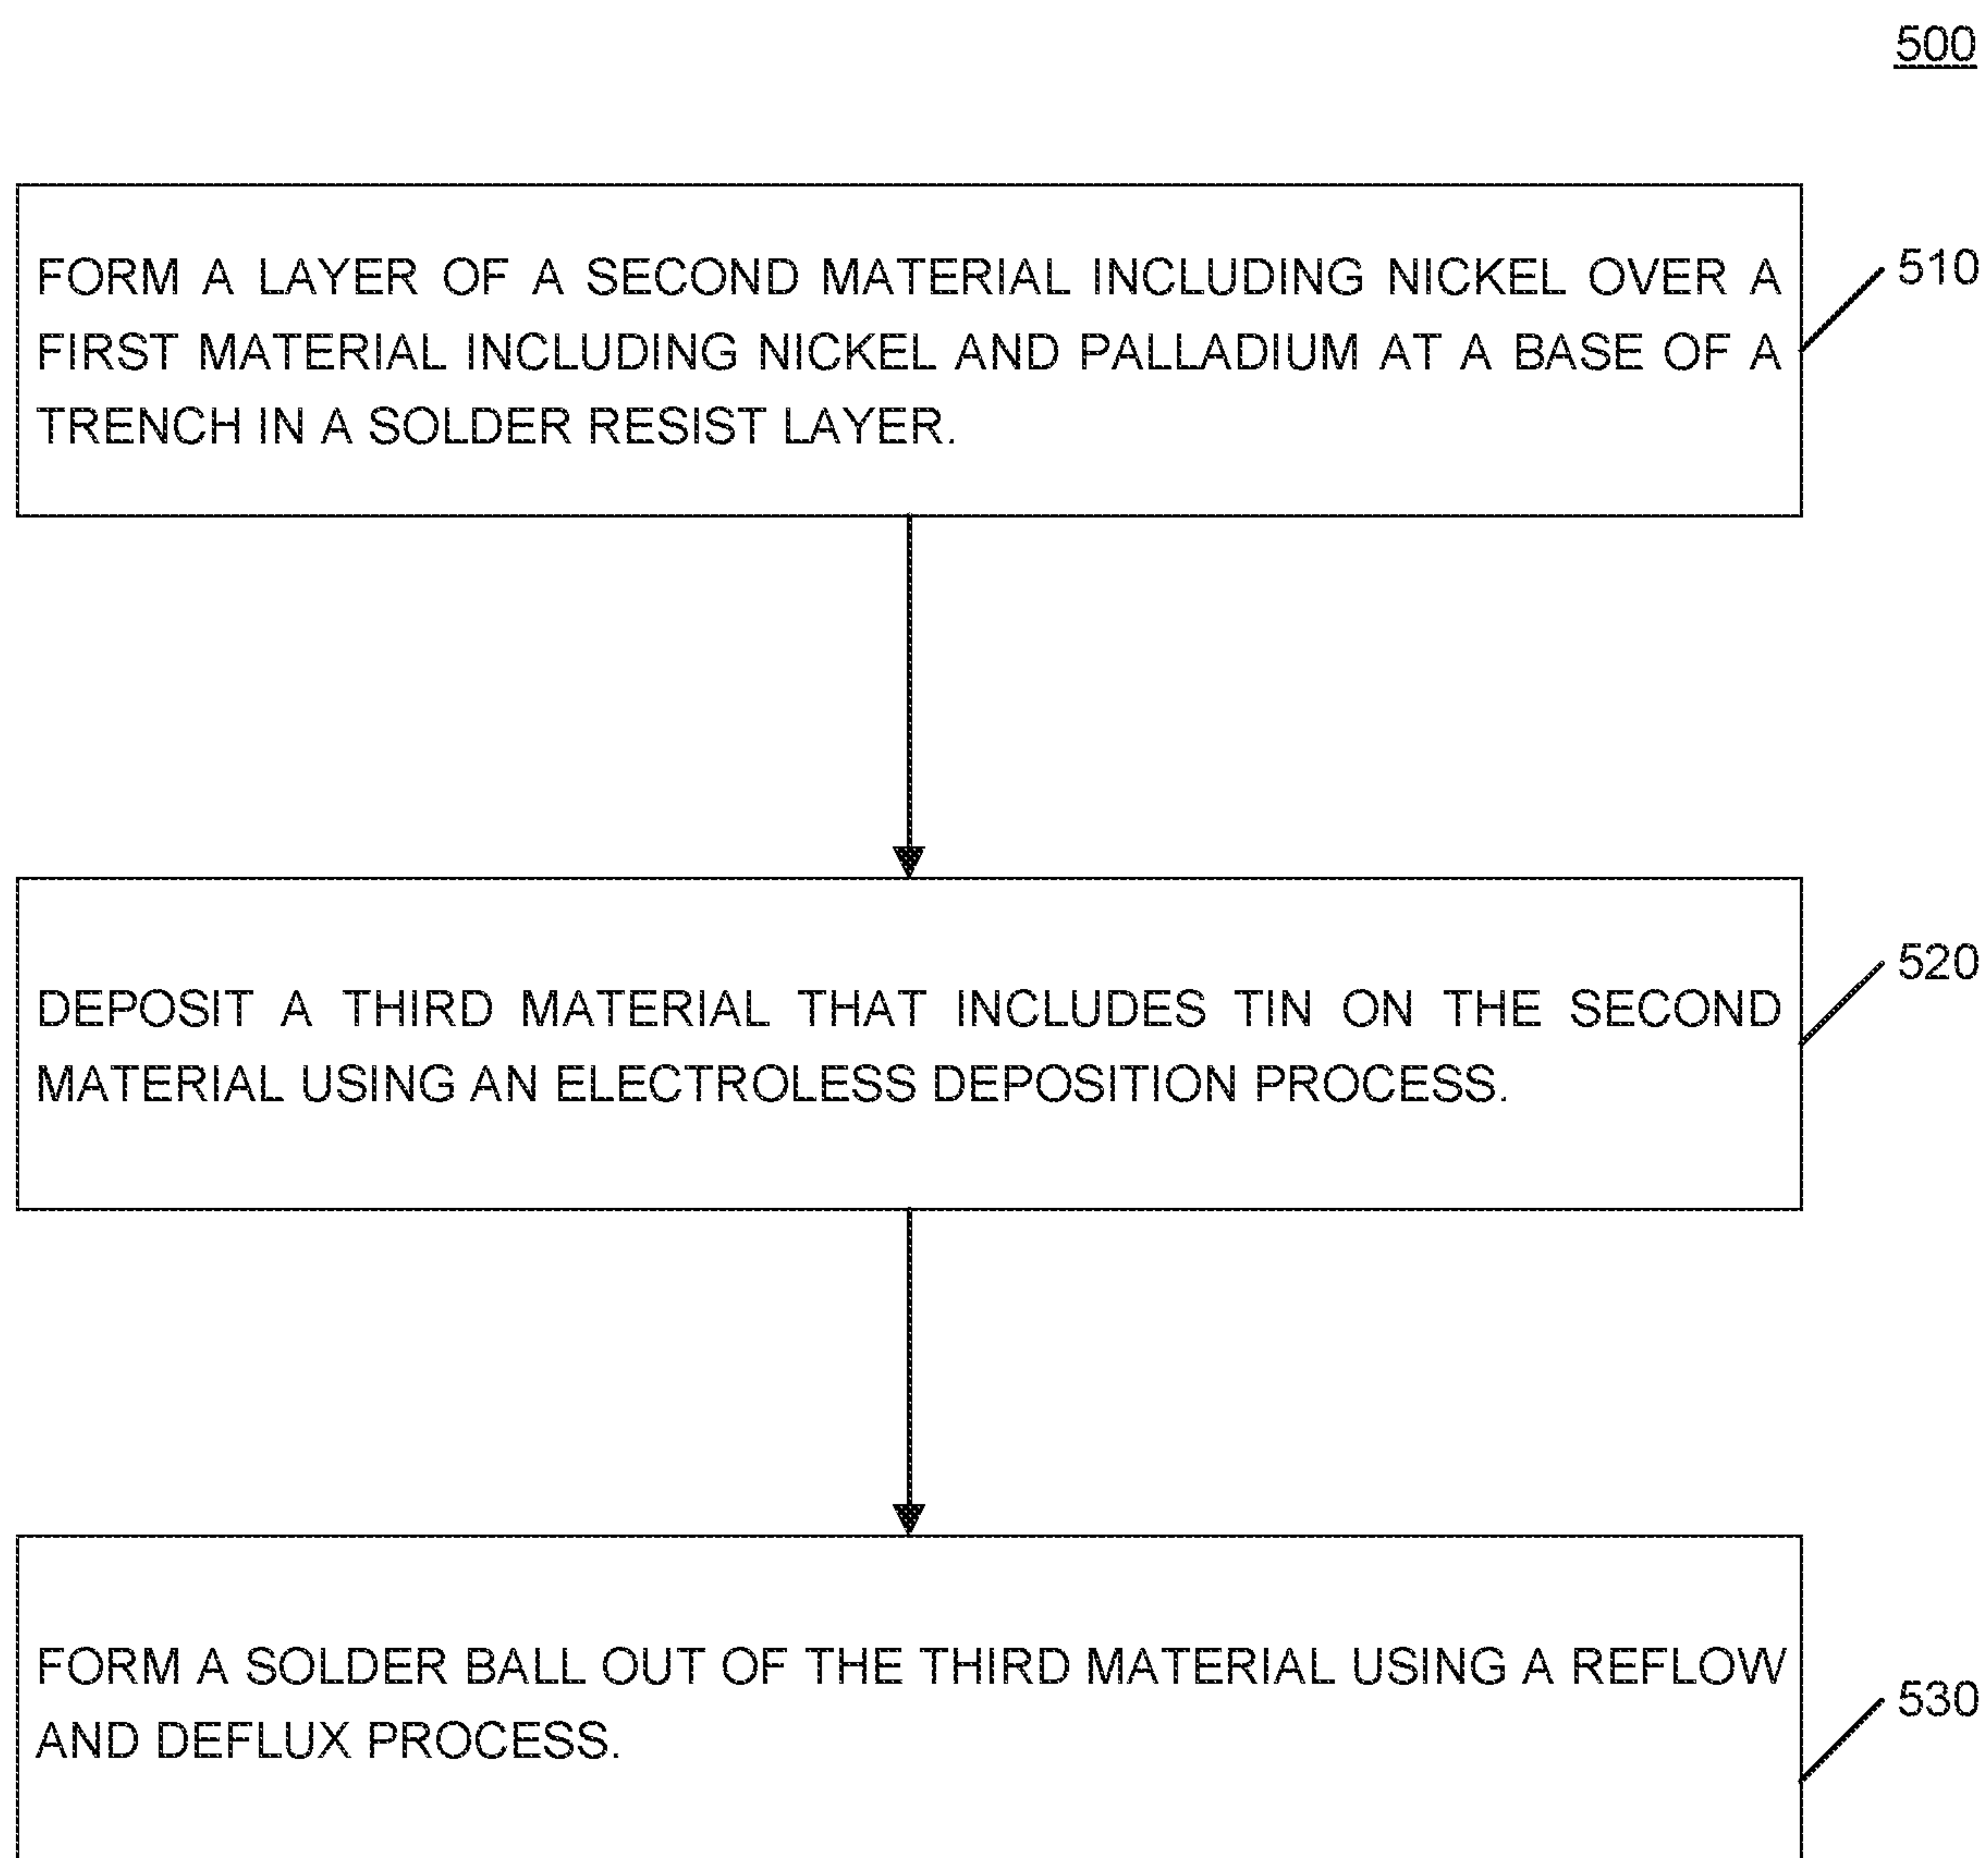 500
FORM A LAYER OF A SECOND MATERIAL INCLUDING NICKEL OVER A
510
FIRST MATERIAL INCLUDING NICKEL AND PALLADIUM AT A BASE OF A
TRENCH IN A SOLDER RESIST LAYER.
520
DEPOSIT A THIRD MATERIAL THAT INCLUDES TIN ON THE SECOND
MATERIAL USING AN ELECTROLESS DEPOSITION PROCESS.
FORM A SOLDER BALL OUT OF THE THIRD MATERIAL USING A REFLOW
530
AND DEFLUX PROCESS.